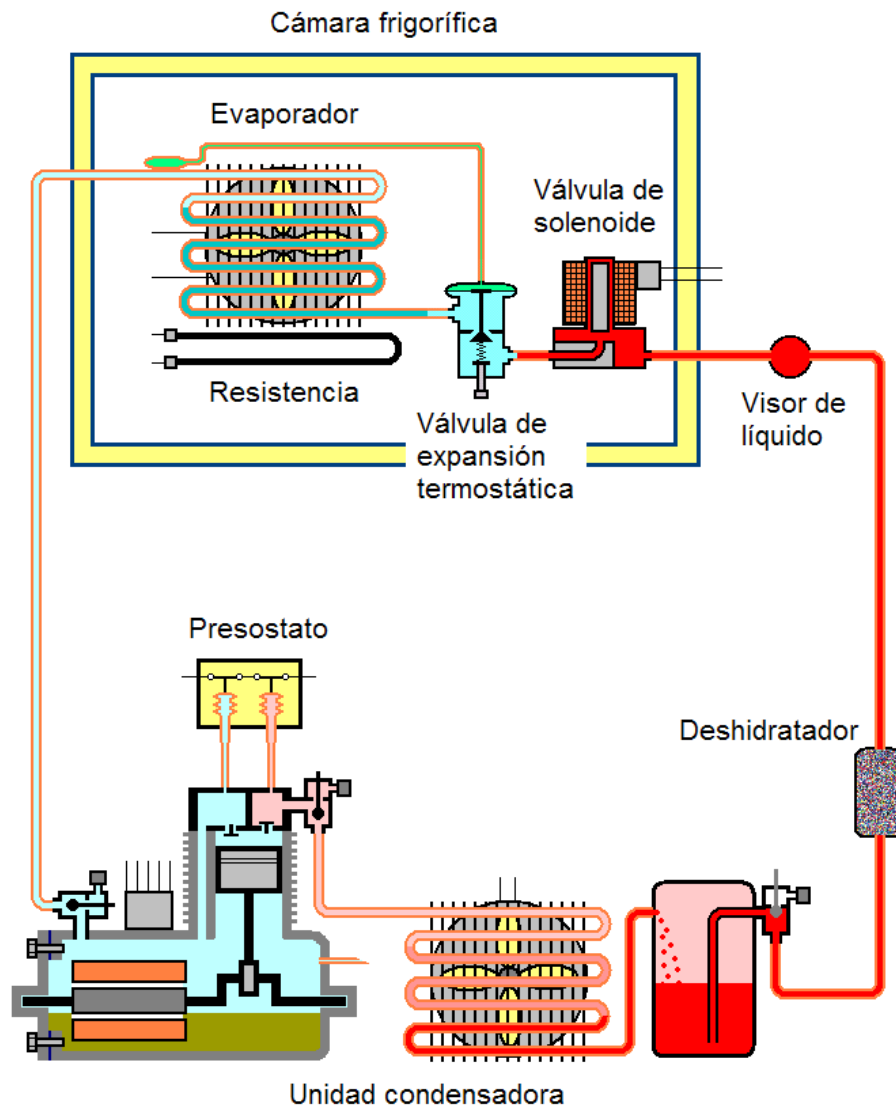 Cámara frigorífica
Evaporador
Válvula de
solenoide
Resistencia
Válvula de
expansión
termostática
Visor de
líquido
Presostato
Deshidratador
Unidad condensadora